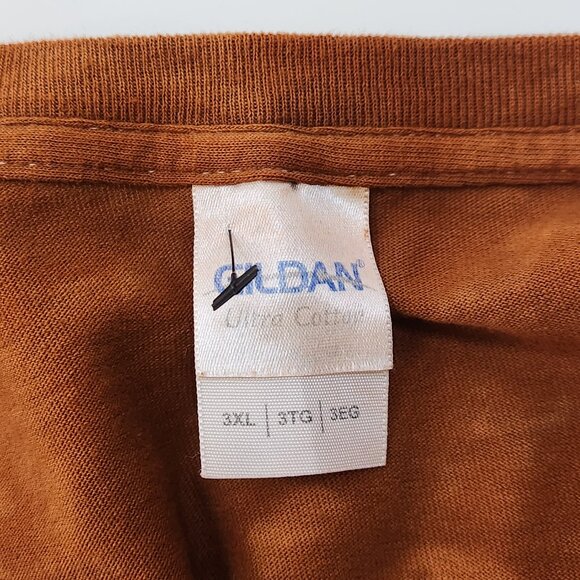 GILDAN®
Ultra Cotton
3XL | 3TG | 3EG